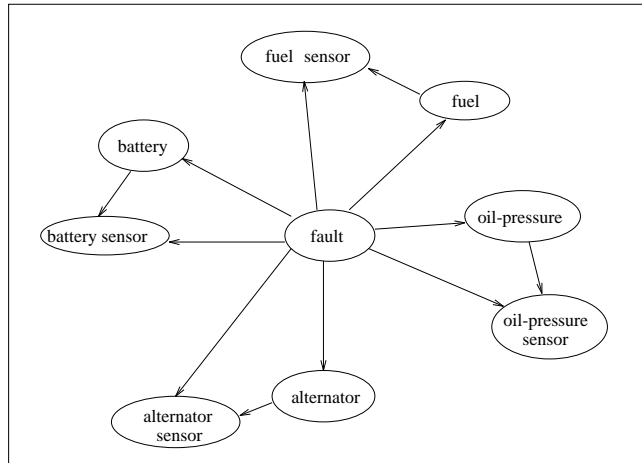 fuel sensor
fuel
battery
battery sensor
fault
oil-pressure
oil-pressure
sensor
alternator
alternator
sensor